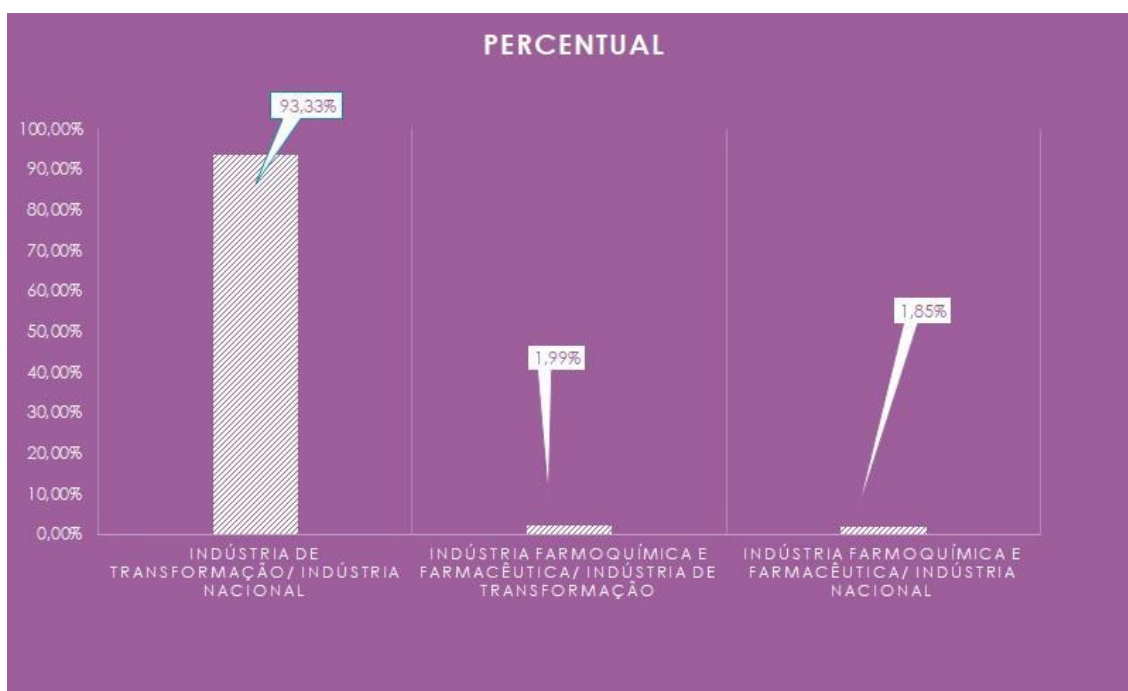 PERCENTUAL
93,33%
100,00%
90,00%
80,00%
70,00%
60,00%
50,00%
40,00%
30,00%
20,00%
10,00%
0,00%
1,99%
1,85%
INDÚSTRIA DE
TRANSFORMAÇÃO/ INDÚSTRIA
NACIONAL
INDÚSTRIA FARMOQUÍMICA E
FARMACÊUTICA/ INDÚSTRIA DE
TRANSFORMAÇÃO
INDÚSTRIA FARMOQUÍMICA E
FARMACÊUTICA/ INDÚSTRIA
NACIONAL